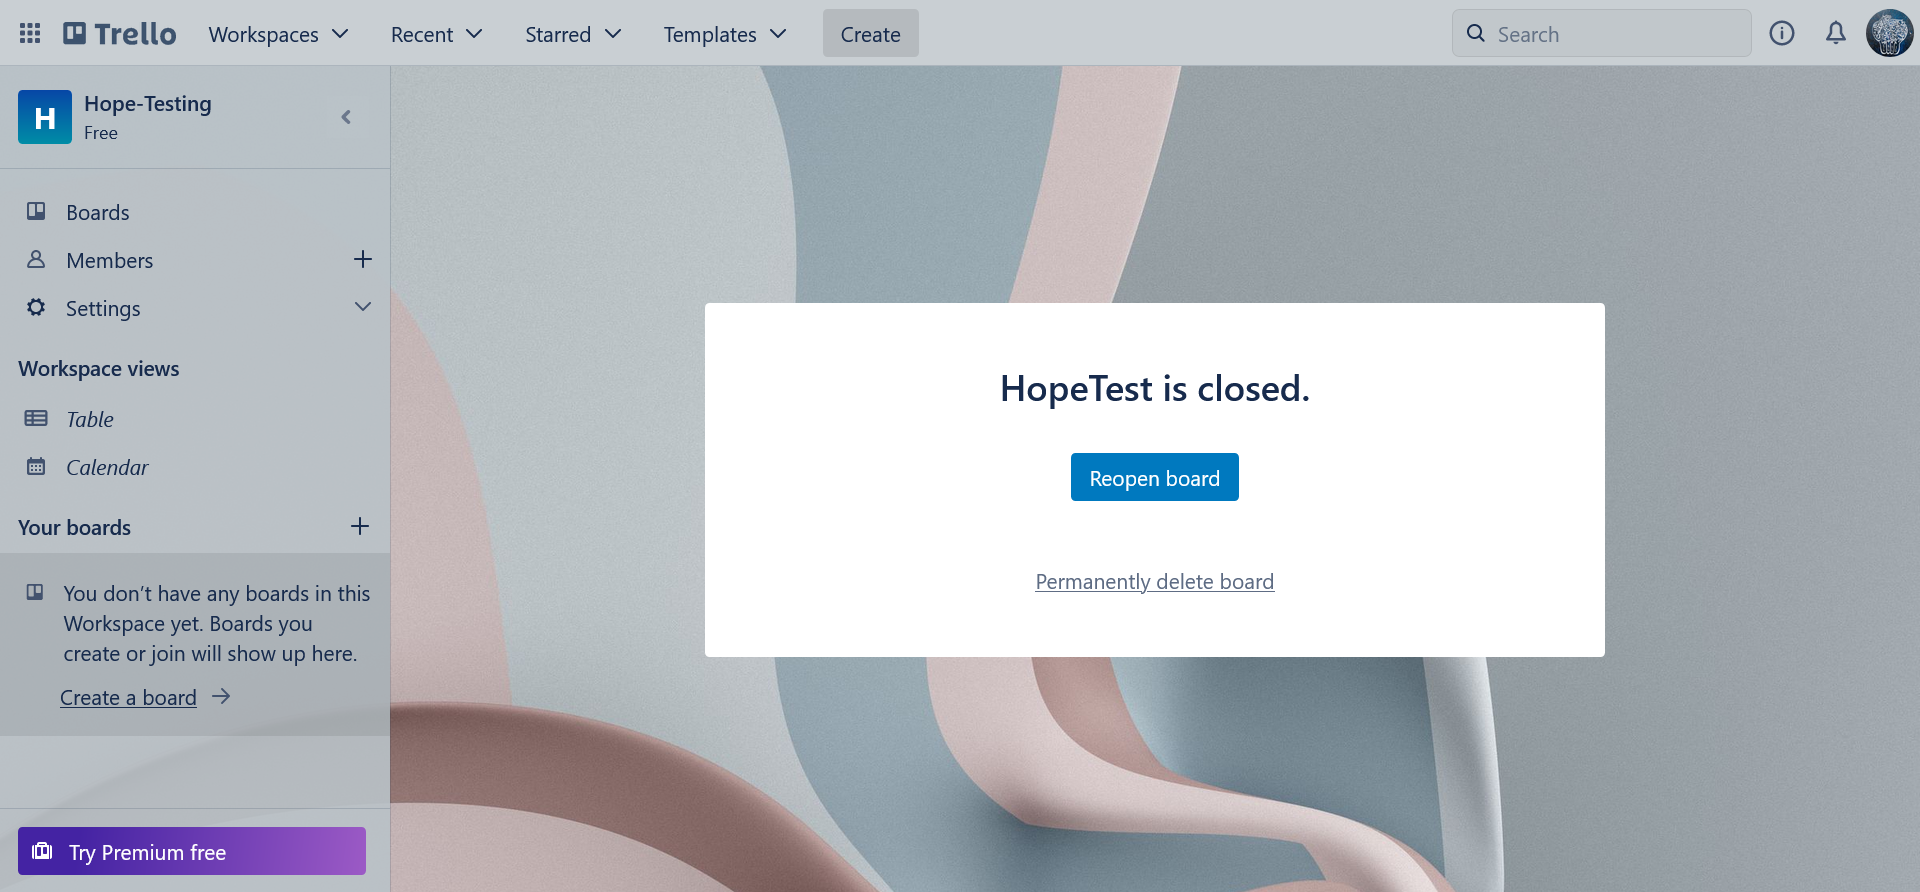 Trello
Workspaces
Recent
Starred
Templates
Create
Search
H
Hope-Testing
Free
Boards
Members
Settings
Workspace views
Table
Calendar
Your boards
You don’t have any boards in this
Workspace yet. Boards you
create or join will show up here.
Create a board
Try Premium free
HopeTest is closed.
Reopen board
Permanently delete board